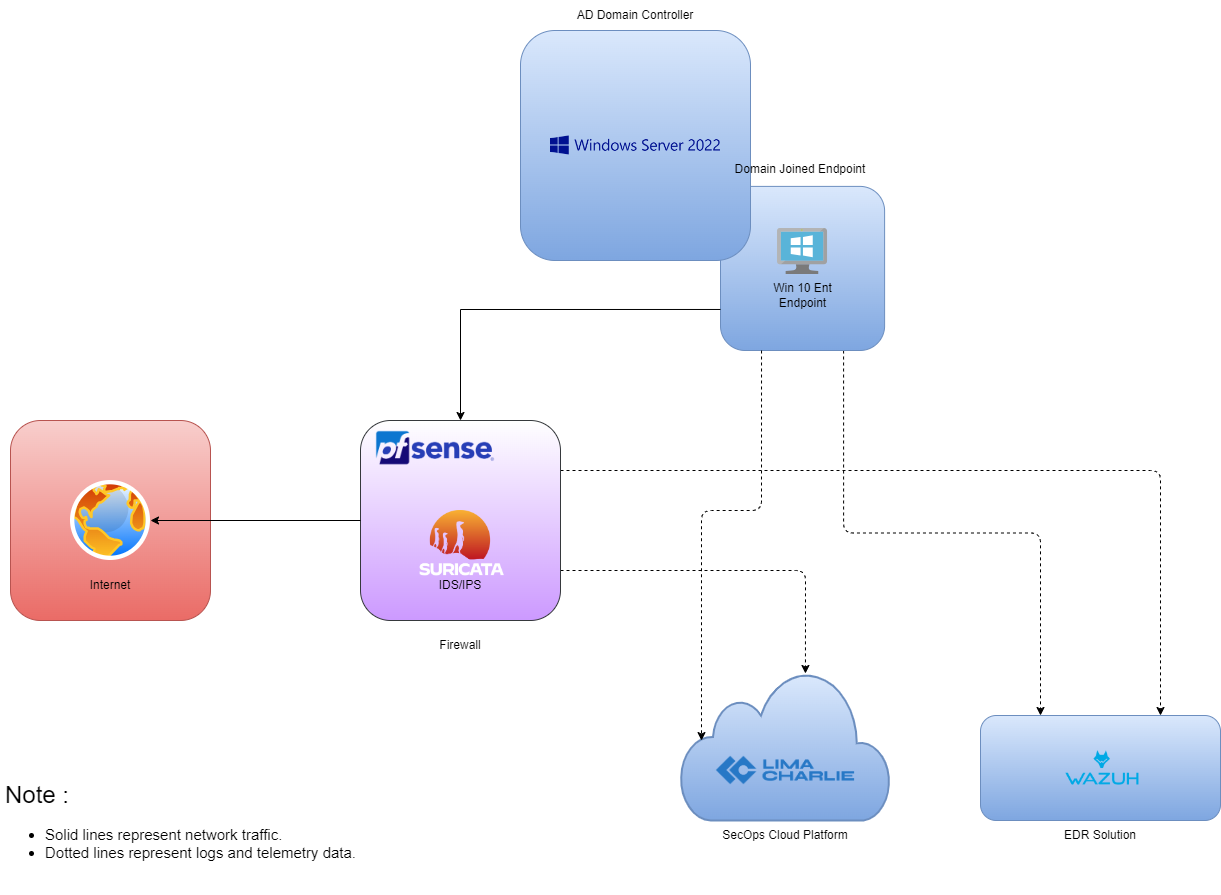 AD Domain Controller
Windows Server 2022
Domain Joined Endpoint
Win 10 Ent
Endpoint
pfsense
SURICATA
IDS/IPS
Internet
Firewall
LIMA
CHARLIE
SecOps Cloud Platform
WAZUH
EDR Solution
Note :
• Solid lines represent network traffic.
• Dotted lines represent logs and telemetry data.